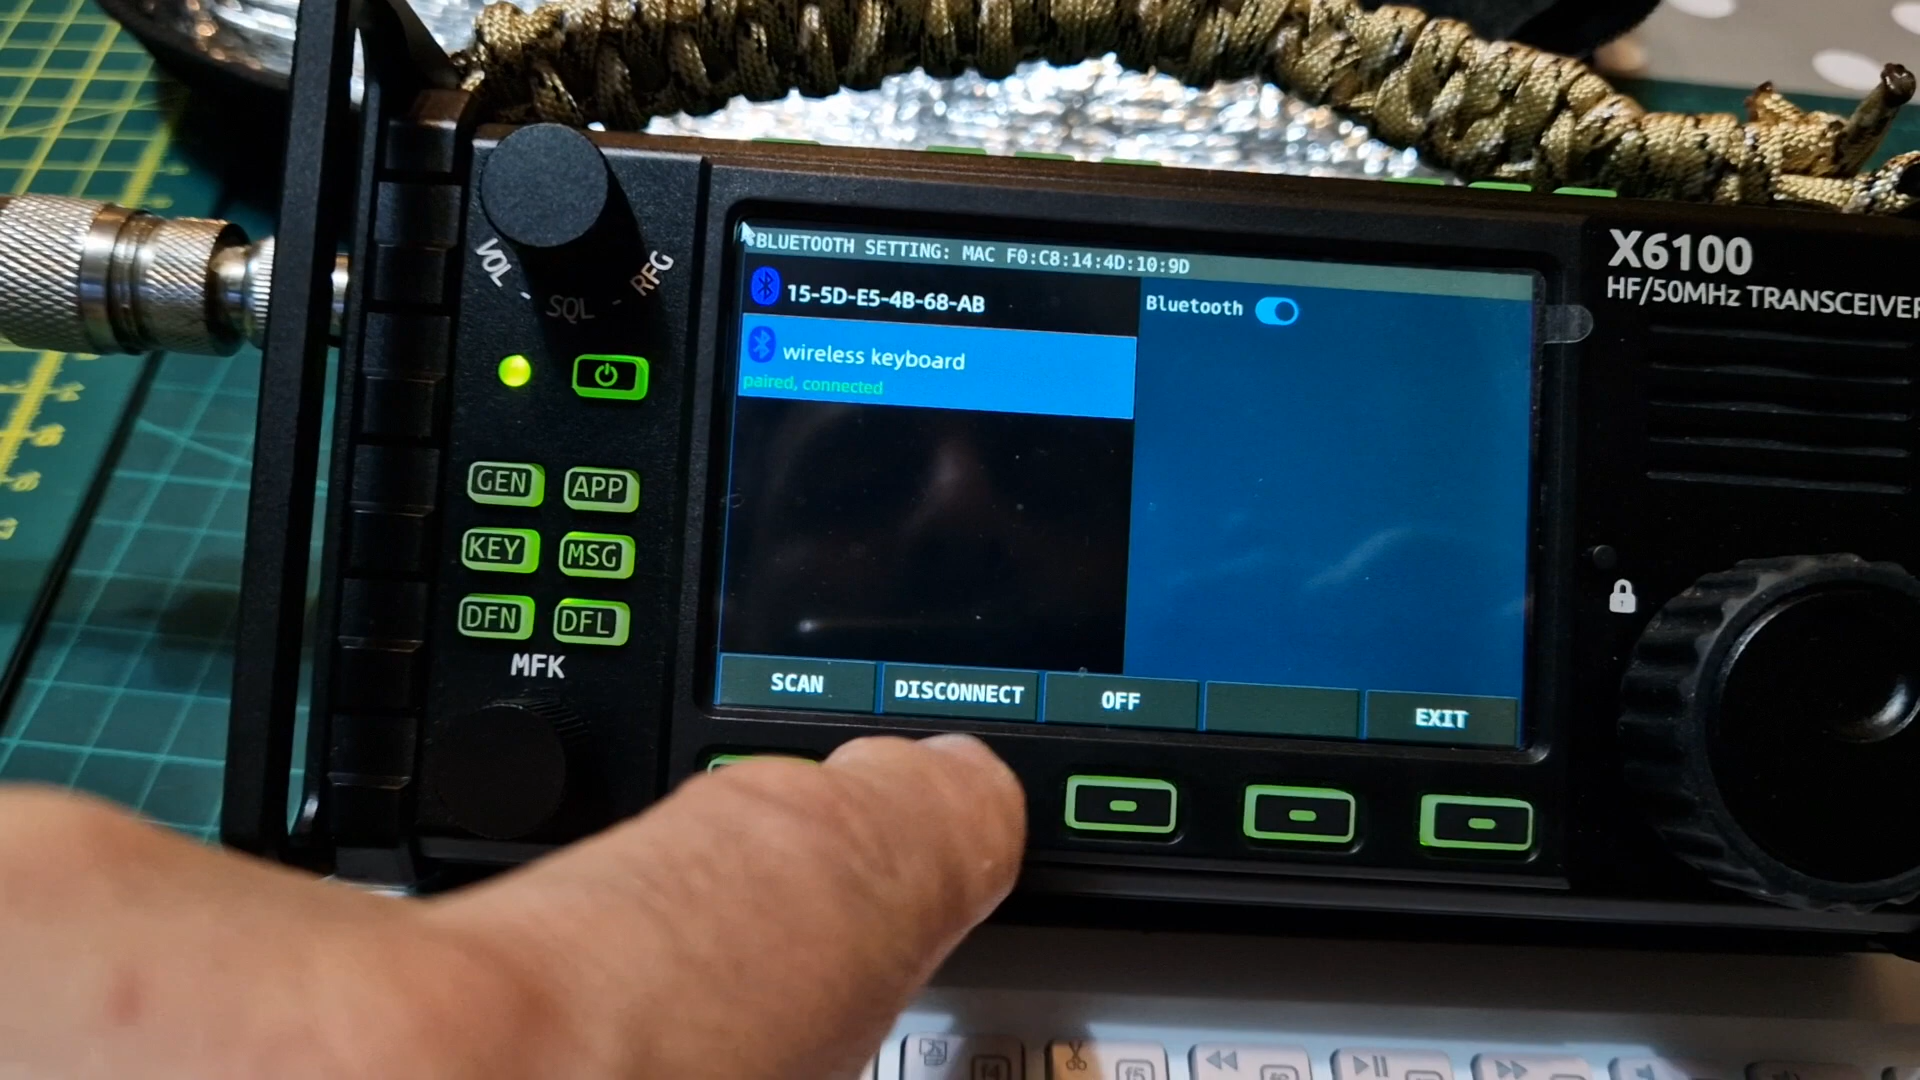 BLUETOOTH SETTING: MAC F0:C8:14:4D:10:9D
15-5D-E5-4B-68-AB
Bluetooth
wireless keyboard
paired, connected
SCAN
DISCONNECT
OFF
EXIT
X6100
HF/50MHz TRANSCEIVER
VOL - SQL - RFG
GEN
APP
KEY
MSG
DFN
DFL
MFK
f4
f5